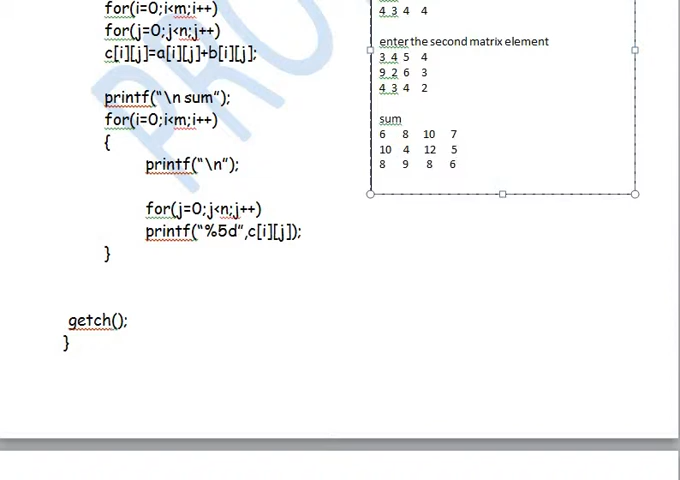 for(i=0;i<m;i++)
for(j=0;j<n;j++)
c[i][j]=a[i][j]+b[i][j];
printf("\n sum");
for(i=0;i<m;i++)
{
printf("\n");
for(j=0;j<n;j++)
printf("%5d",c[i][j]);
}
getch();
}
4 3 4 4
enter the second matrix element
3 4 5 4
9 2 6 3
4 3 4 2
sum
6 8 10 7
10 4 12 5
8 9 8 6
PRO